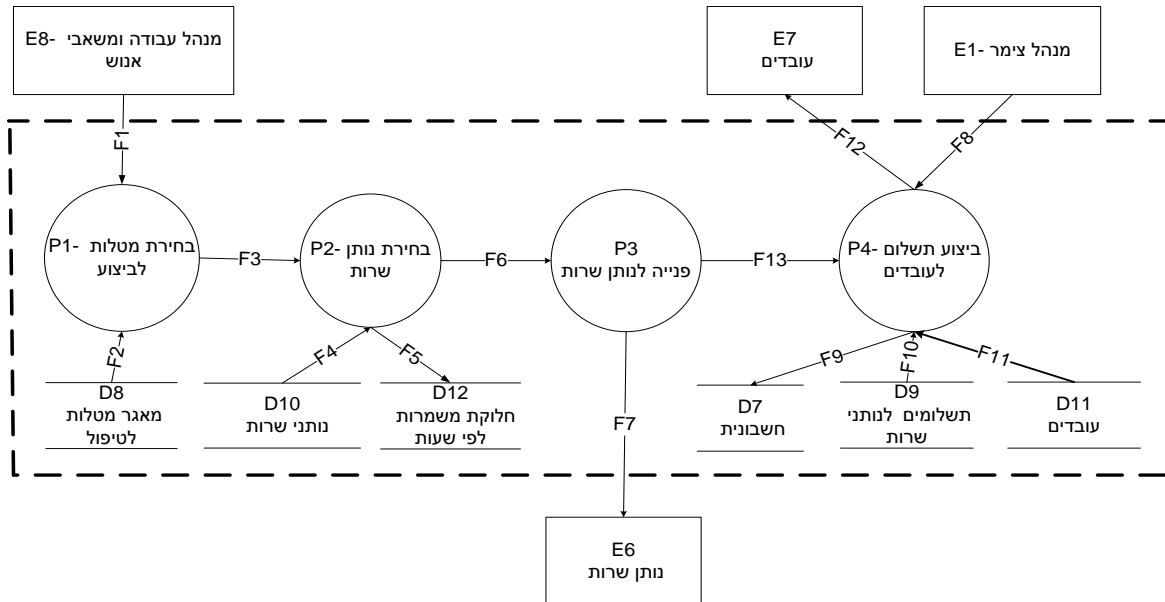 E8- מנהל עבודה ומשאבי
אנוש
E7
עובדים
E1- מנהל צימר
F1
F12
F8
P1- בחירת מטלות
לביצוע
F3
P2- בחירת נותן
שרות
F6
P3
פנייה לנותן שרות
F13
P4- ביצוע תשלום
לעובדים
F2
F4
F5
F9
F10
F11
D8
מאגר מטלות
לטיפול
D10
נותני שרות
D12
חלוקת משמרות
לפי שעות
F7
D7
חשבונית
D9
תשלומים לנותני
שרות
D11
עובדים
E6
נותן שרות